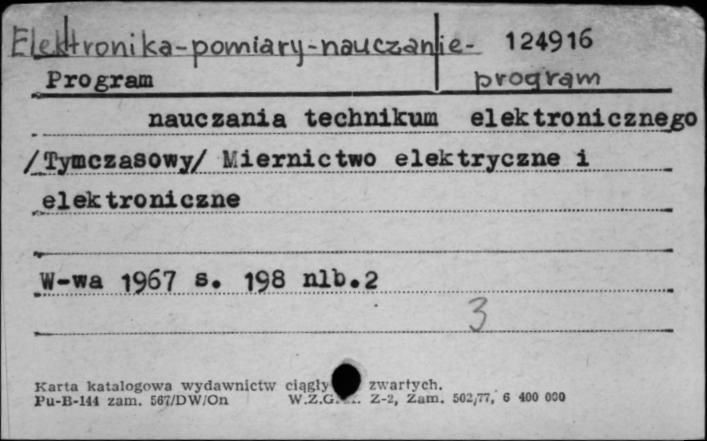 Elektronika-pomiary-nauczanie- 124916
Program program
nauczania technikum elektronicznego
/Tymczasowy/ Miernictwo elektryczne i
elektroniczne
W-wa 1967 s. 198 nlb.2
3
Karta katalogowa wydawnictw ciągły zwartych.
Pu-B-144 zam. 567/DW/On W.Z.G. Z-2, Zam. 502/77, 6 400 000